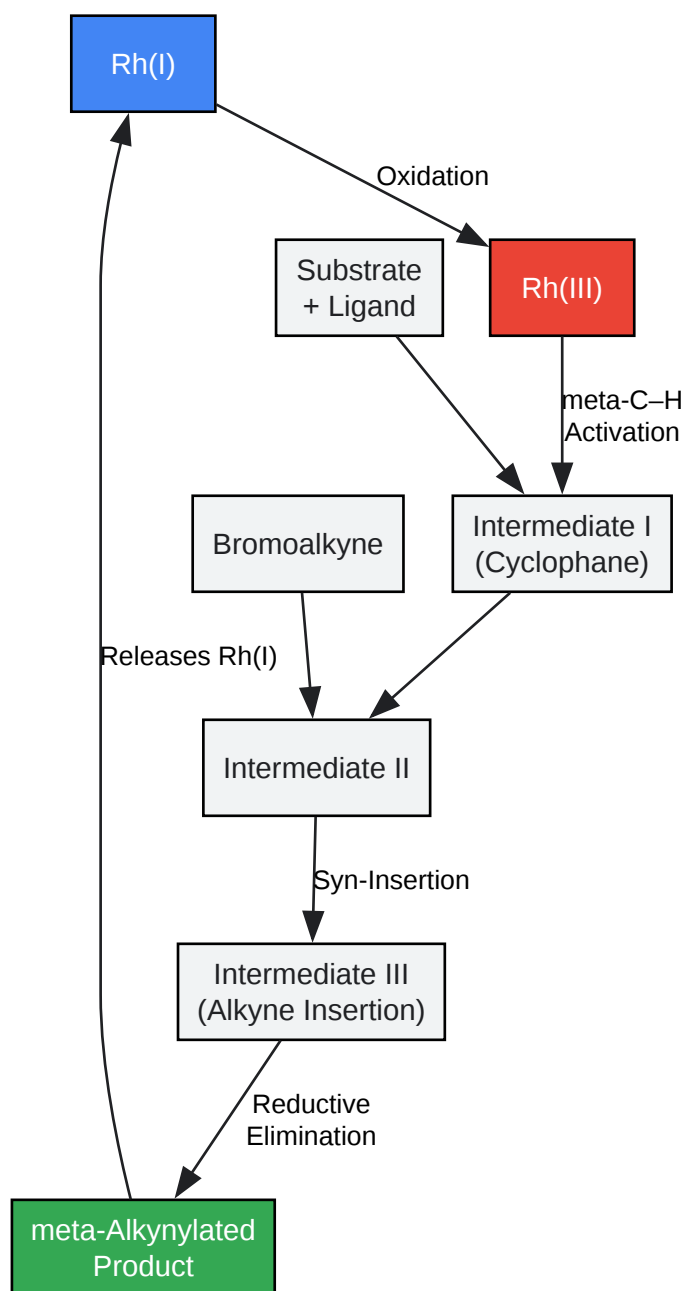 Rh(I)
Oxidation
Substrate
+ Ligand
Rh(III)
meta-C–H
Activation
Bromoalkyne
Intermediate I
(Cyclophane)
Releases Rh(I)
Intermediate II
Syn-Insertion
Intermediate III
(Alkyne Insertion)
Reductive
Elimination
meta-Alkynylated
Product